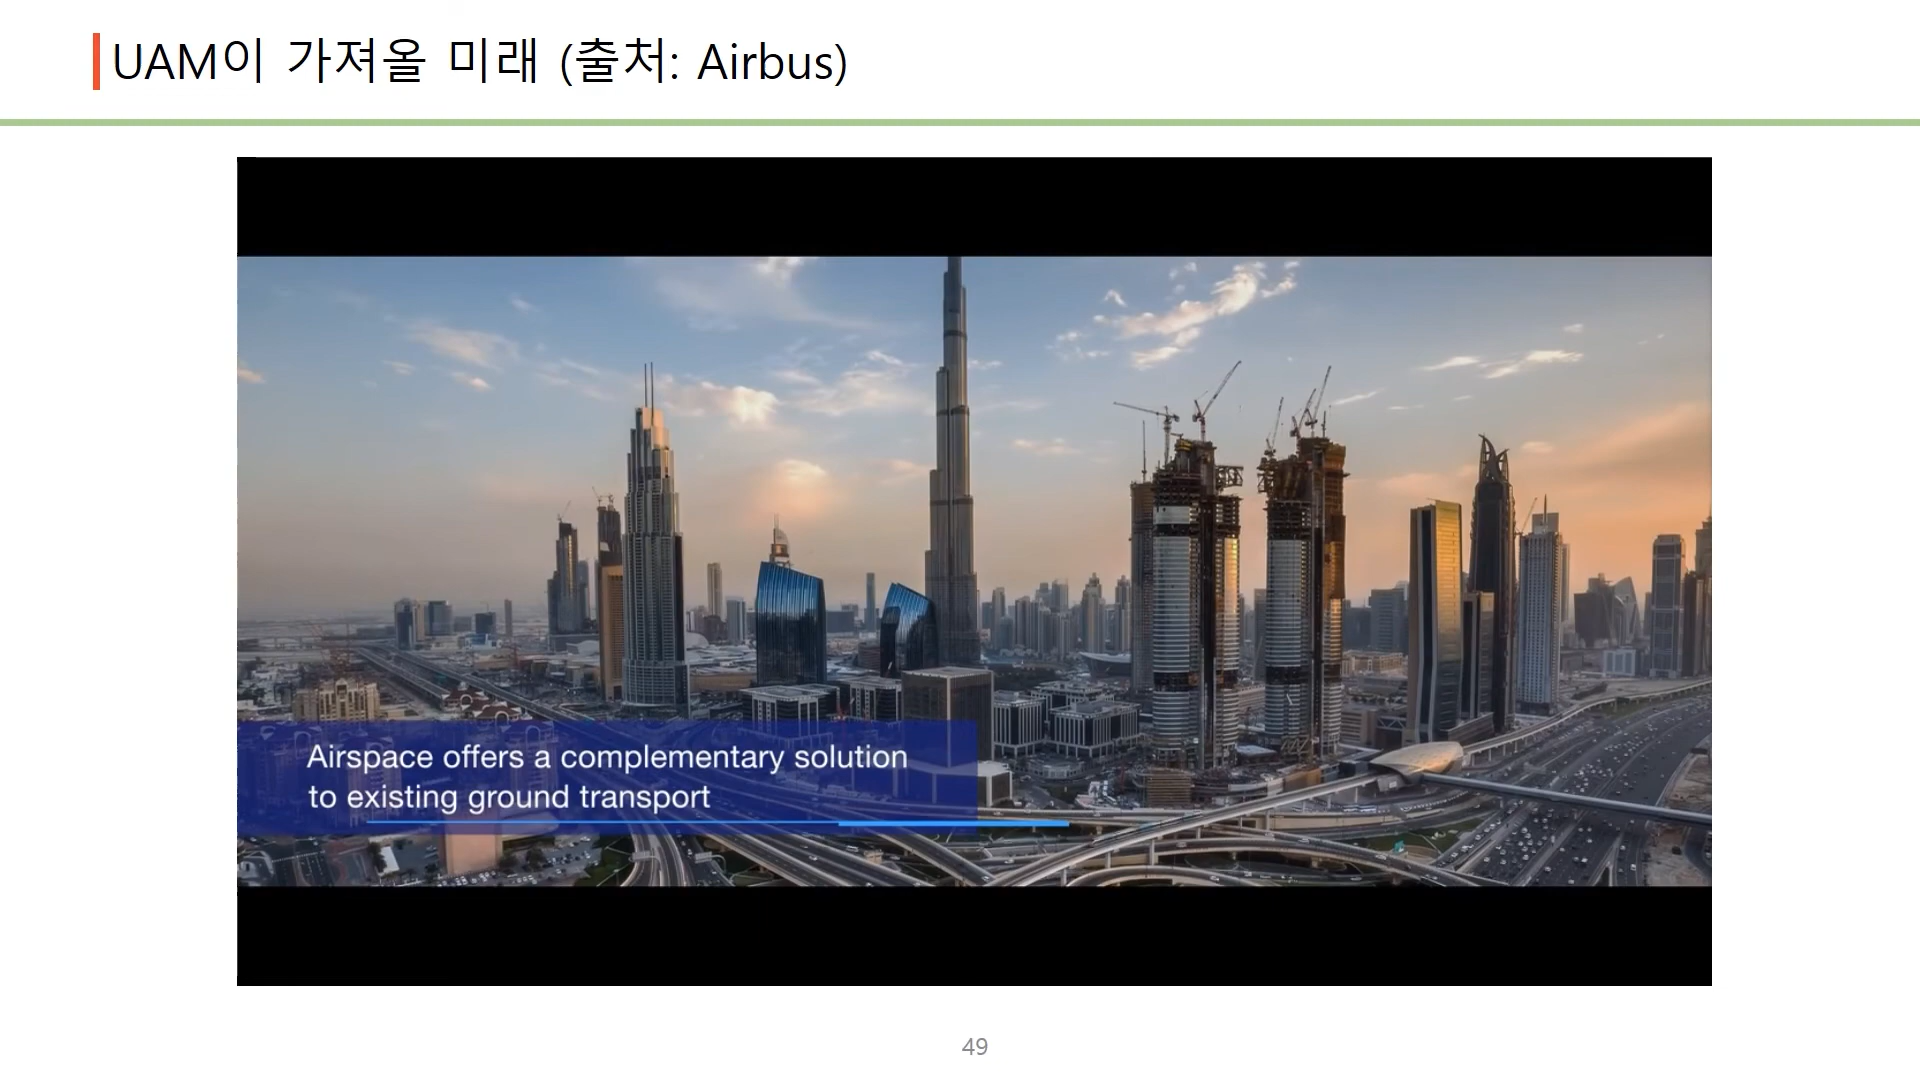 UAM이 가져올 미래 (출처: Airbus)
Airspace offers a complementary solution
to existing ground transport
49